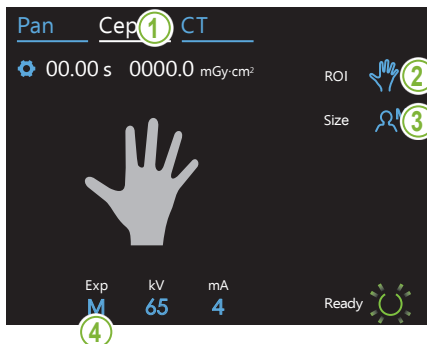 Pan Cep 1 CT
00.00 s 0000.0 mGy·cm²
ROI 2
Size 3
Exp kV mA
M 65 4
Ready
4